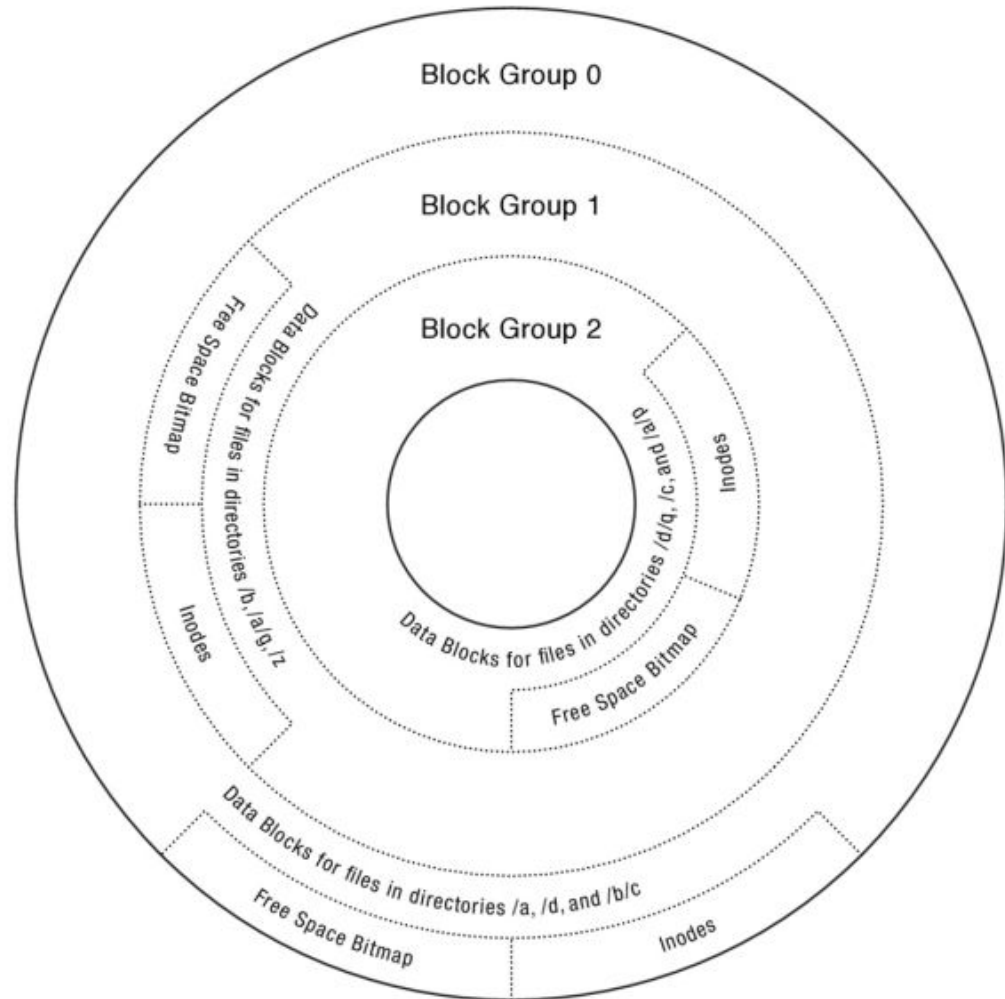 Block Group 0
Block Group 1
Block Group 2
Free Space Bitmap
Inodes
Data Blocks for files in directories /b, /a/g, /z
Inodes
Free Space Bitmap
Data Blocks for files in directories /d/q, /c, and /a/p
Data Blocks for files in directories /a, /d, and /b/c
Free Space Bitmap
Inodes